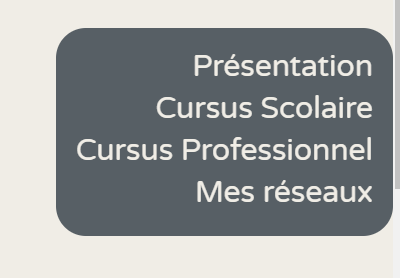 Présentation
Cursus Scolaire
Cursus Professionnel
Mes réseaux